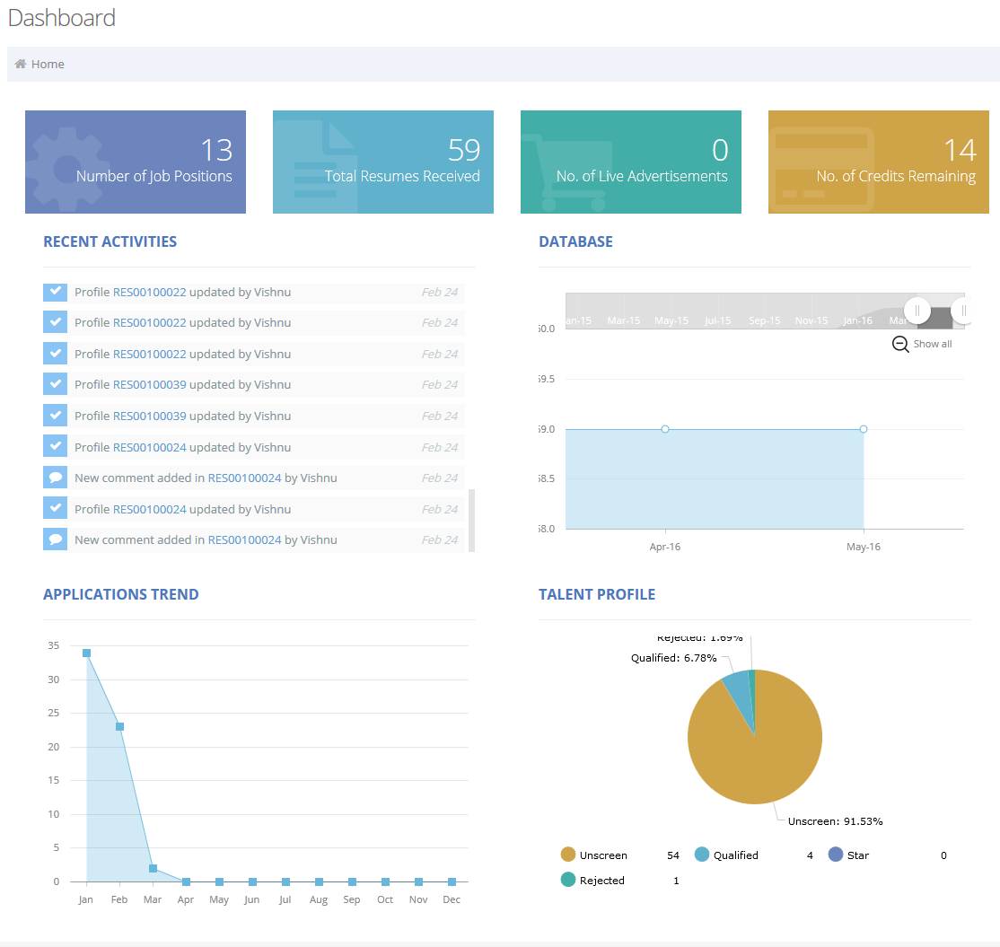 Dashboard
Home
13
Number of Job Positions
59
Total Resumes Received
0
No. of Live Advertisements
14
No. of Credits Remaining
RECENT ACTIVITIES
Profile RES00100022 updated by Vishnu Feb 24
Profile RES00100022 updated by Vishnu Feb 24
Profile RES00100022 updated by Vishnu Feb 24
Profile RES00100039 updated by Vishnu Feb 24
Profile RES00100039 updated by Vishnu Feb 24
Profile RES00100024 updated by Vishnu Feb 24
New comment added in RES00100024 by Vishnu Feb 24
Profile RES00100024 updated by Vishnu Feb 24
New comment added in RES00100024 by Vishnu Feb 24
DATABASE
an-15 Mar-15 May-15 Jul-15 Sep-15 Nov-15 Jan-16 Mar-
Show all
60.0
59.5
59.0
58.5
58.0
Apr-16 May-16
APPLICATIONS TREND
35
30
25
20
15
10
5
0
Jan Feb Mar Apr May Jun Jul Aug Sep Oct Nov Dec
TALENT PROFILE
Rejected: 1.69%
Qualified: 6.78%
Unscreen: 91.53%
Unscreen 54 Qualified 4 Star 0
Rejected 1